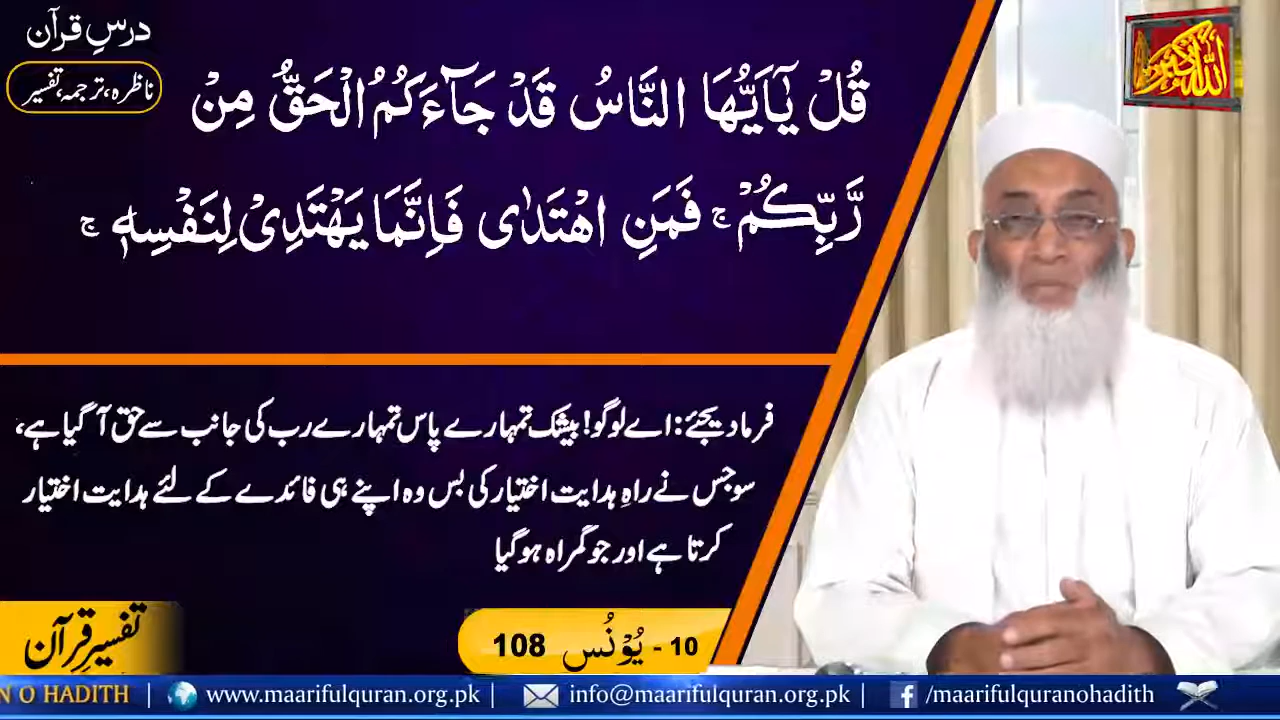 درسِ قرآن
ناظرہ، ترجمہ، تفسیر
قُلْ يٰۤاَيُّهَا النَّاسُ قَدْ جَآءَكُمُ الْحَقُّ مِنْ
رَّبِّكُمْ ۚ فَمَنِ اهْتَدٰى فَاِنَّمَا يَهْتَدِىْ لِنَفْسِهٖ ۚ
فرما دیجئے: اے لوگو! بیشک تمہارے پاس تمہارے رب کی جانب سے حق آ گیا ہے،
سو جس نے راہِ ہدایت اختیار کی بس وہ اپنے ہی فائدے کے لئے ہدایت اختیار
کرتا ہے اور جو گمراہ ہوگیا
تفسیرِ قرآن
10 - يُوْنُس 108
الله اكبر
N O HADITH | www.maarifulquran.org.pk | info@maarifulquran.org.pk | /maarifulquranohadith